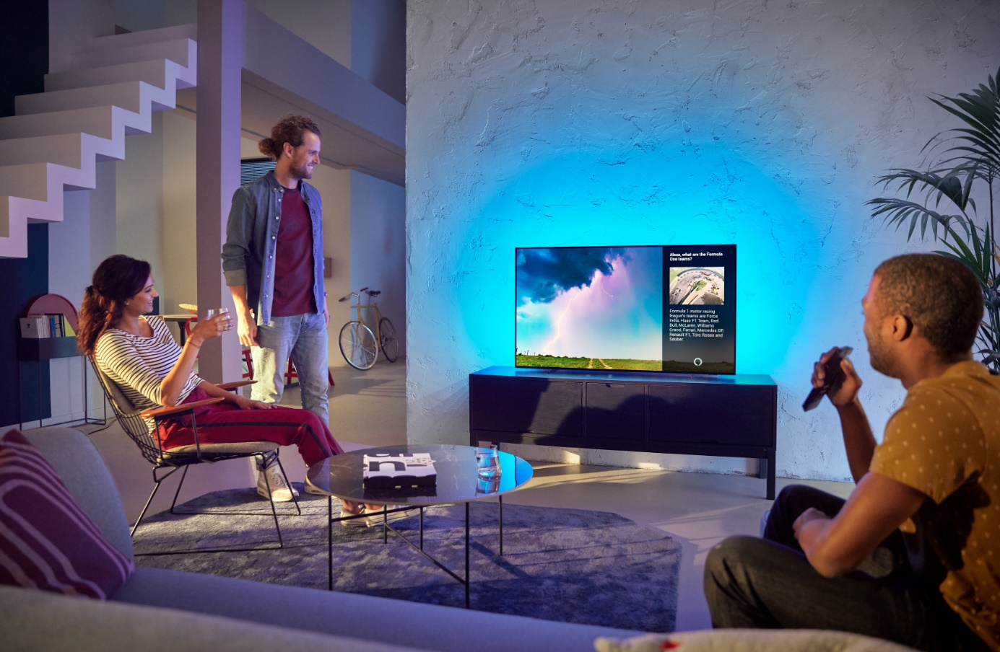 Alexa, what are the Formula
One teams?
Formula 1 motor racing
league's teams are Force
India, Haas F1 Team, Red
Bull, McLaren, Williams
Grand, Ferrari, Mercedes GP,
Renault F1, Toro Rosso and
Sauber.